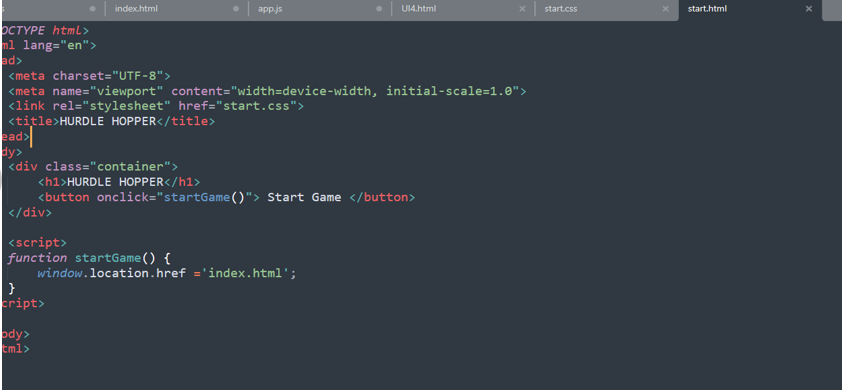 s index.html app.js UI4.html start.css start.html
OCTYPE html>
ml lang="en">
ad>
<meta charset="UTF-8">
<meta name="viewport" content="width=device-width, initial-scale=1.0">
<link rel="stylesheet" href="start.css">
<title>HURDLE HOPPER</title>
ead>
dy>
<div class="container">
<h1>HURDLE HOPPER</h1>
<button onclick="startGame()"> Start Game </button>
</div>
<script>
function startGame() {
window.location.href ='index.html';
}
cript>
ody>
tml>